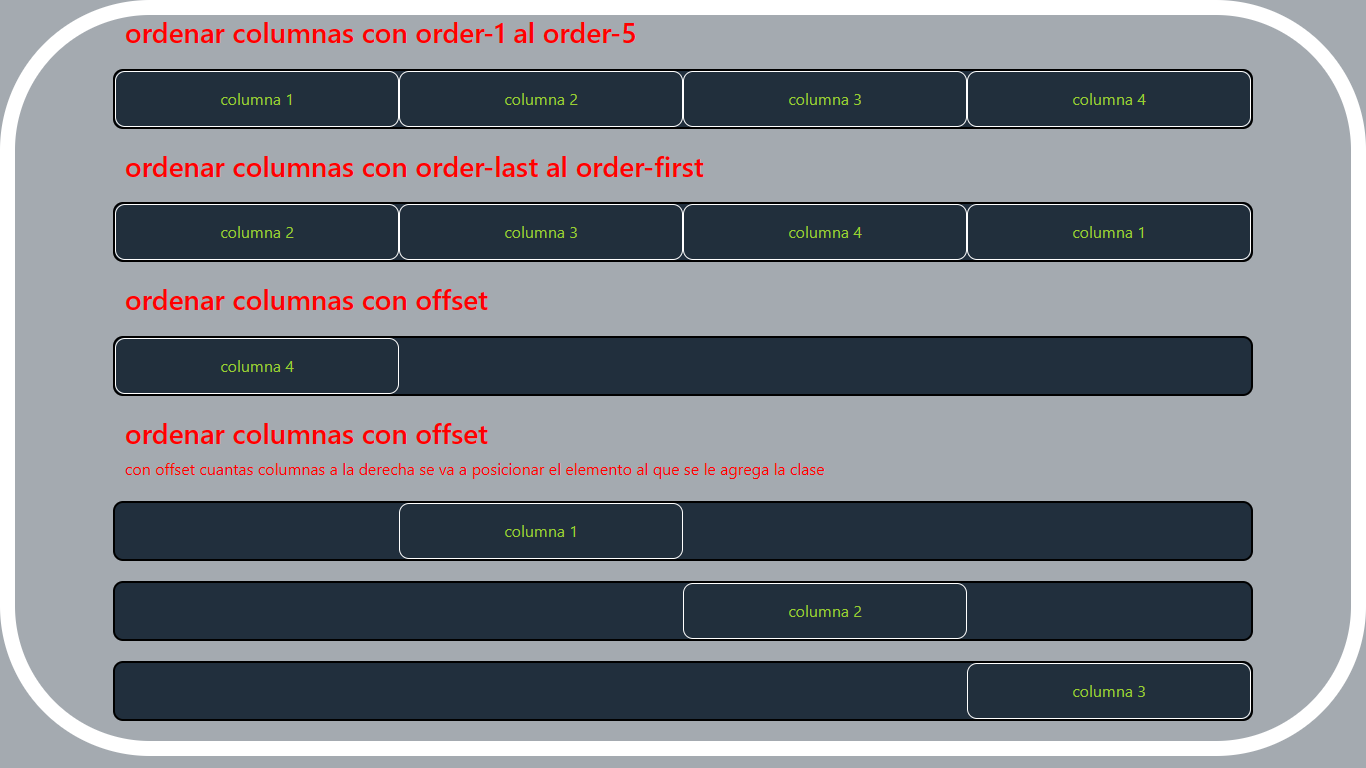 ordenar columnas con order-1 al order-5
columna 1 columna 2 columna 3 columna 4
ordenar columnas con order-last al order-first
columna 2 columna 3 columna 4 columna 1
ordenar columnas con offset
columna 4
ordenar columnas con offset
con offset cuantas columnas a la derecha se va a posicionar el elemento al que se le agrega la clase
columna 1
columna 2
columna 3